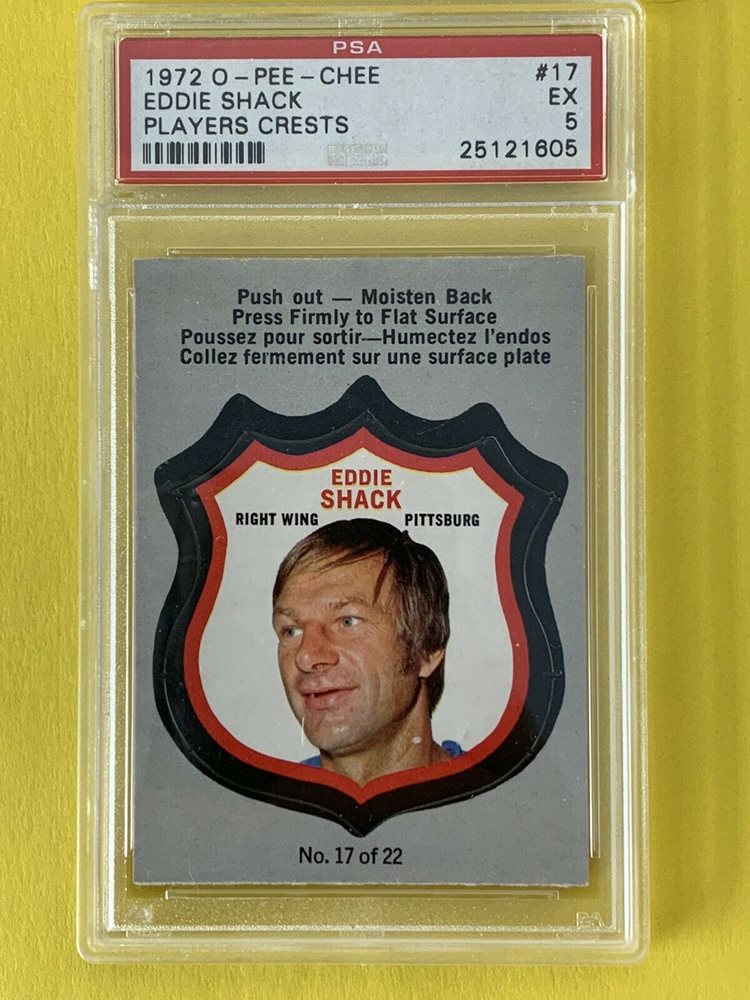 PSA
1972 O-PEE-CHEE #17
EDDIE SHACK EX
PLAYERS CRESTS 5
25121605
Push out — Moisten Back
Press Firmly to Flat Surface
Poussez pour sortir—Humectez l'endos
Collez fermement sur une surface plate
EDDIE
SHACK
RIGHT WING PITTSBURG
No. 17 of 22